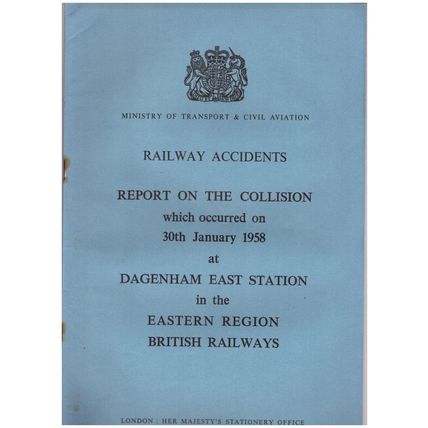 MINISTRY OF TRANSPORT & CIVIL AVIATION
RAILWAY ACCIDENTS
REPORT ON THE COLLISION
which occurred on
30th January 1958
at
DAGENHAM EAST STATION
in the
EASTERN REGION
BRITISH RAILWAYS
LONDON : HER MAJESTY'S STATIONERY OFFICE